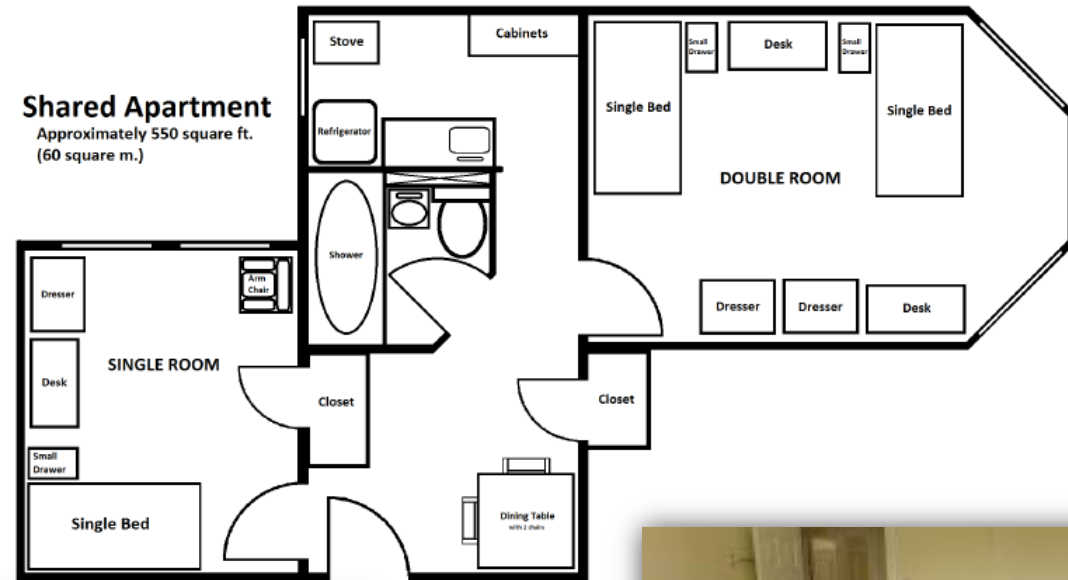 Shared Apartment
Approximately 550 square ft.
(60 square m.)
Stove
Cabinets
Refrigerator
Shower
Small
Drawer
Desk
Small
Drawer
Single Bed
Single Bed
DOUBLE ROOM
Dresser
Dresser
Desk
Dresser
Arm
Chair
SINGLE ROOM
Desk
Small
Drawer
Single Bed
Closet
Closet
Dining Table
with 2 chairs